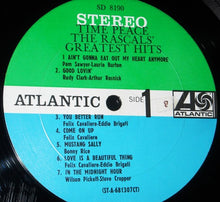 SD 8190
STEREO
TIME PEACE
THE RASCALS'
GREATEST HITS
1 AIN'T GONNA EAT OUT MY HEART ANYMORE
Pam Sawyer-Laurie Burton
2 GOOD LOVIN'
Rudy Clark-Arthur Resnick
ATLANTIC
SIDE 1
ATLANTIC
3 YOU BETTER RUN
Felix Cavaliere-Eddie Brigati
4 COME ON UP
Felix Cavaliere
5 MUSTANG SALLY
Bonny Rice
6 LOVE IS A BEAUTIFUL THING
Felix Cavaliere-Eddie Brigati
7 IN THE MIDNIGHT HOUR
Wilson Pickett-Steve Cropper
(ST-A-681307CT)